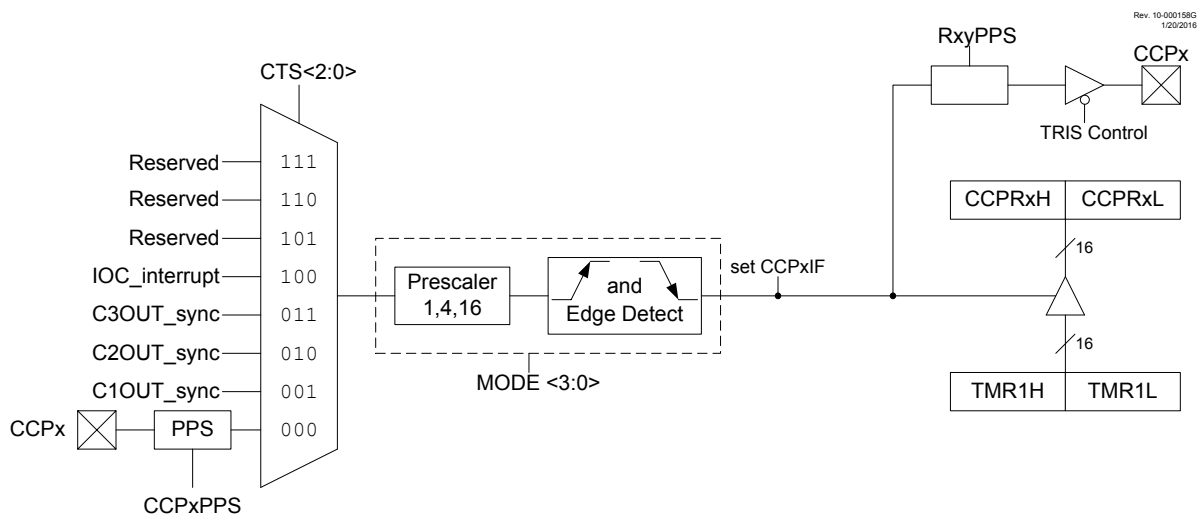 Rev. 10-000158G
1/20/2016
RxyPPS
CCPx
CTS<2:0>
TRIS Control
Reserved 111
Reserved 110
Reserved 101
IOC_interrupt 100
C3OUT_sync 011
C2OUT_sync 010
C1OUT_sync 001
CCPx PPS 000
CCPxPPS
Prescaler
1,4,16
and
Edge Detect
MODE <3:0>
set CCPxIF
CCPRxH CCPRxL
16
16
TMR1H TMR1L